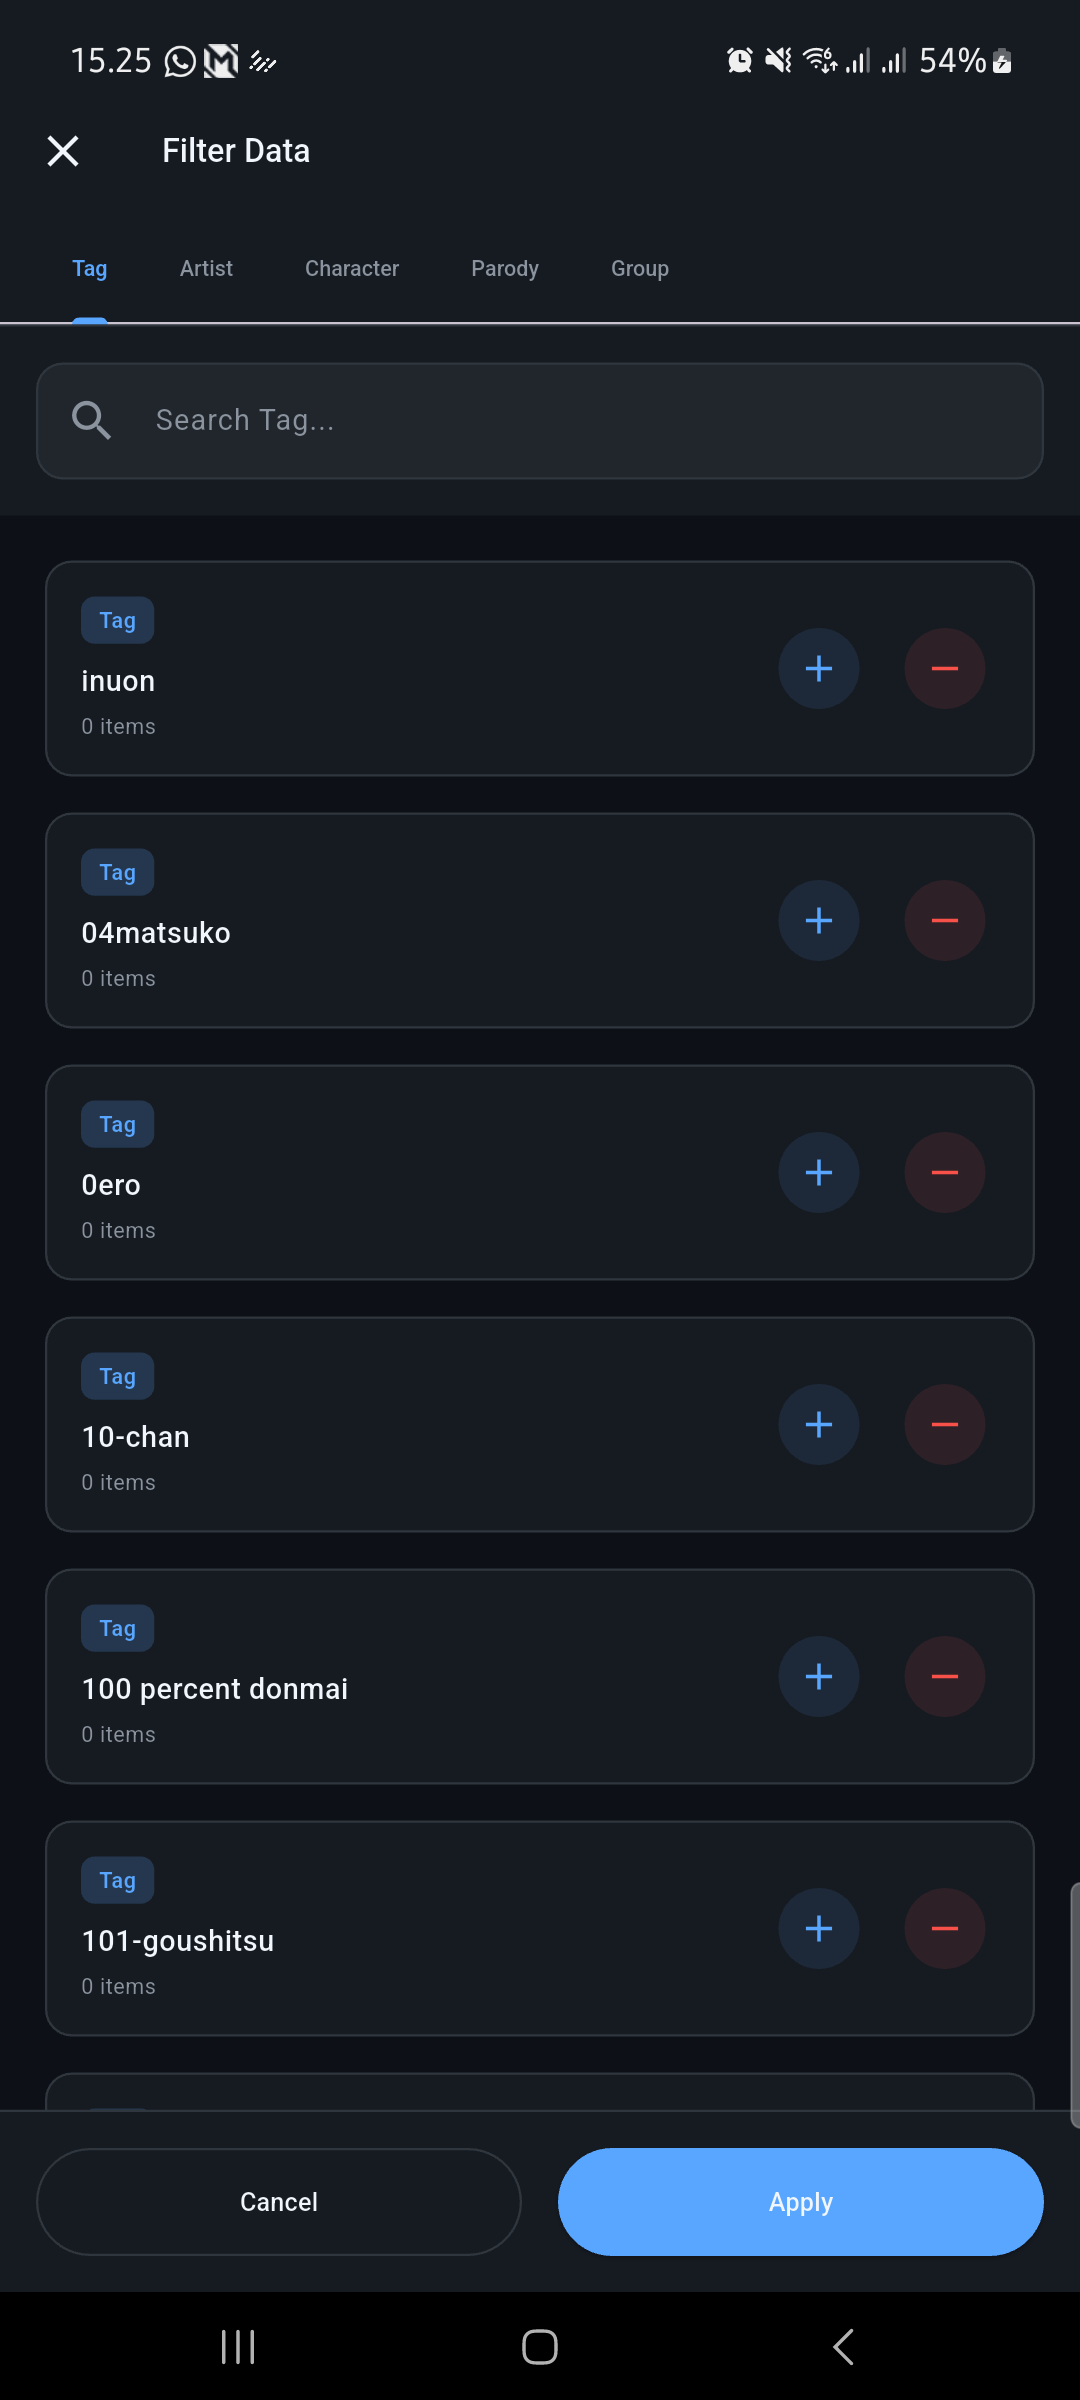 15.25
54%
Filter Data
Tag Artist Character Parody Group
Search Tag...
Tag
inuon
0 items
Tag
04matsuko
0 items
Tag
0ero
0 items
Tag
10-chan
0 items
Tag
100 percent donmai
0 items
Tag
101-goushitsu
0 items
Cancel Apply